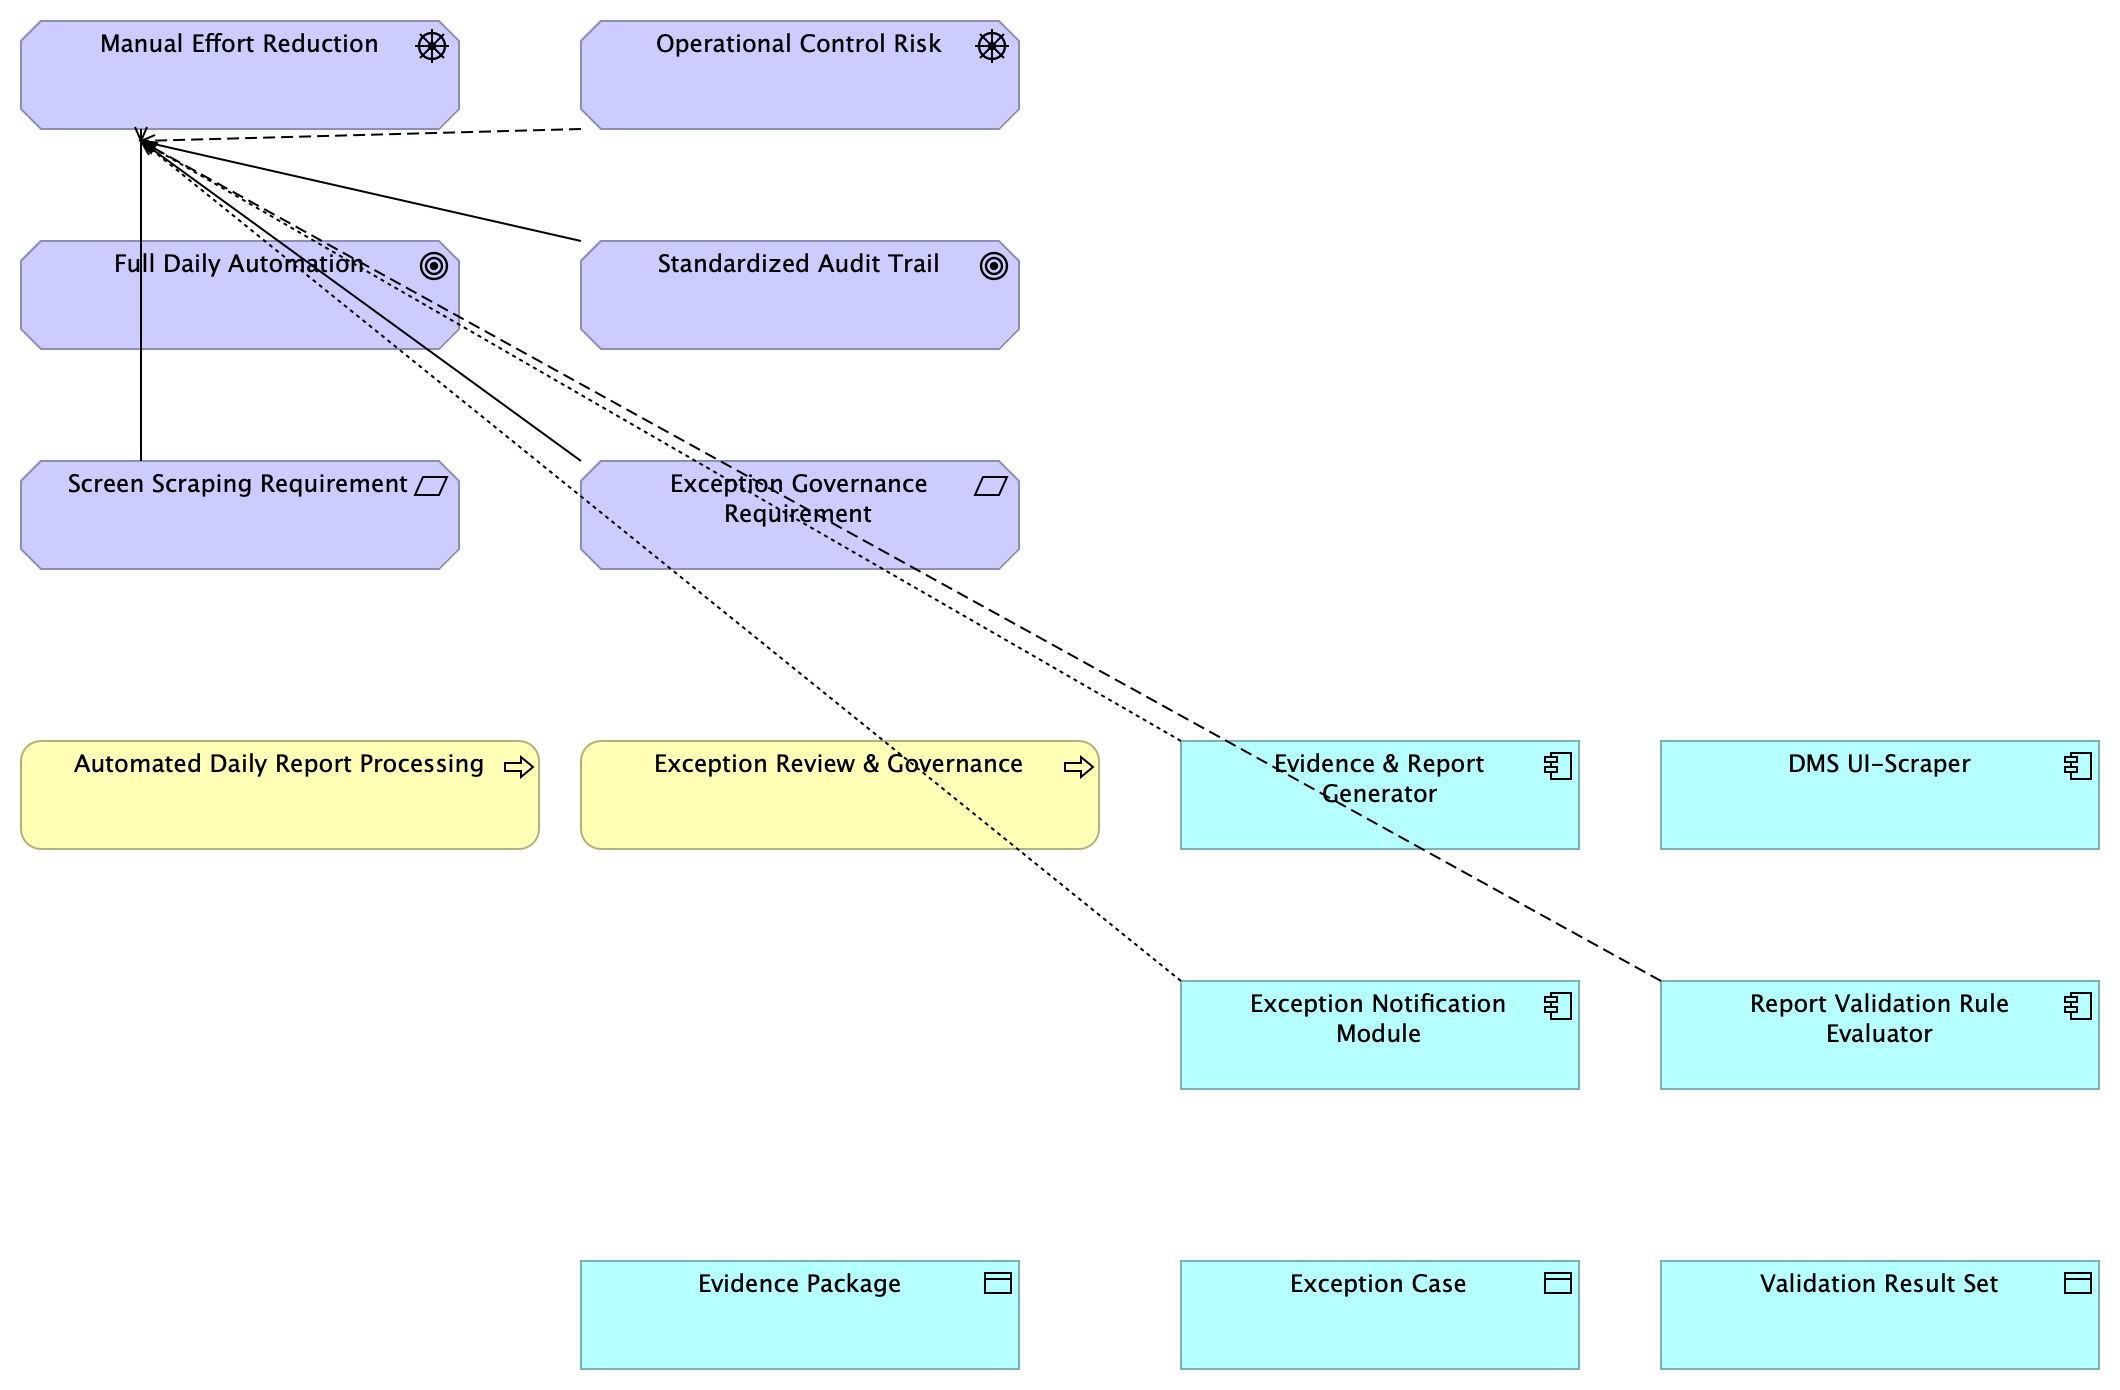 Manual Effort Reduction
Operational Control Risk
Full Daily Automation
Standardized Audit Trail
Screen Scraping Requirement
Exception Governance
Requirement
Automated Daily Report Processing
Exception Review & Governance
Evidence & Report
Generator
DMS UI-Scraper
Exception Notification
Module
Report Validation Rule
Evaluator
Evidence Package
Exception Case
Validation Result Set